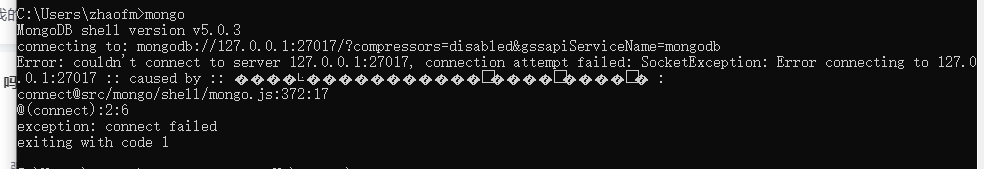 C:\Users\zhaofm>mongo
MongoDB shell version v5.0.3
connecting to: mongodb://127.0.0.1:27017/?compressors=disabled&gssapiServiceName=mongodb
Error: couldn't connect to server 127.0.0.1:27017, connection attempt failed: SocketException: Error connecting to 127.0
.0.1:27017 :: caused by :: :
connect@src/mongo/shell/mongo.js:372:17
@(connect):2:6
exception: connect failed
exiting with code 1